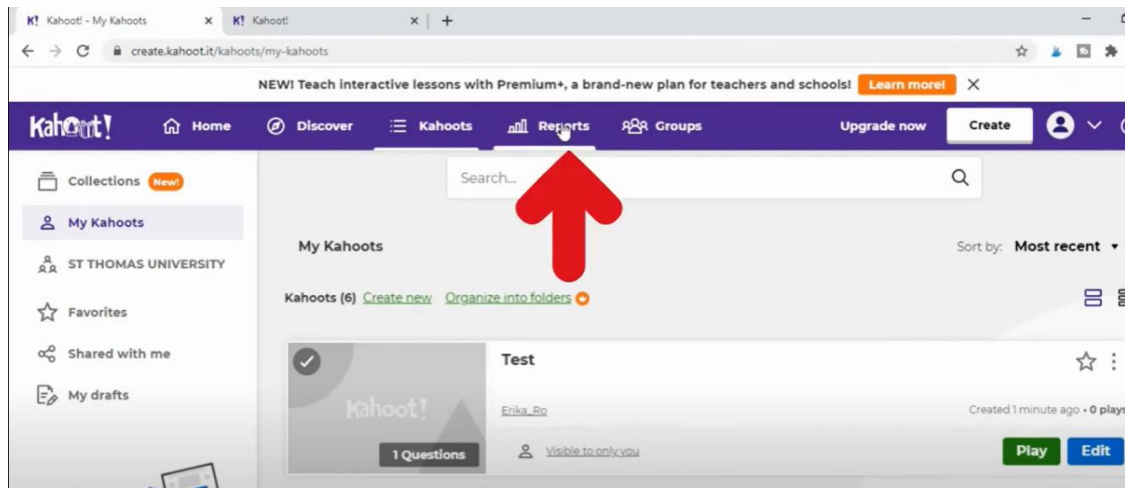 Kahoot! - My Kahoots
Kahoot!
create.kahoot.it/kahoots/my-kahoots
NEW! Teach interactive lessons with Premium+, a brand-new plan for teachers and schools! Learn more!
Kahoot! Home Discover Kahoots Reports Groups Upgrade now Create
Search...
Collections New!
My Kahoots
ST THOMAS UNIVERSITY
Favorites
Shared with me
My drafts
My Kahoots
Sort by: Most recent
Kahoots (6) Create new Organize into folders
Kahoot!
1 Questions
Test
Erika_Ro
Created 1 minute ago • 0 plays
Visible to only you
Play Edit